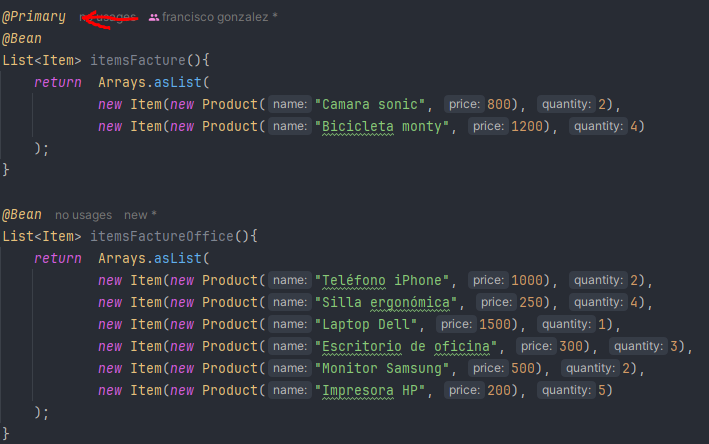 @Primary no usages francisco gonzalez *
@Bean
List<Item> itemsFacture(){
return Arrays.asList(
new Item(new Product( name: "Camara sonic", price: 800), quantity: 2),
new Item(new Product( name: "Bicicleta monty", price: 1200), quantity: 4)
);
}
@Bean no usages new *
List<Item> itemsFactureOffice(){
return Arrays.asList(
new Item(new Product( name: "Teléfono iPhone", price: 1000), quantity: 2),
new Item(new Product( name: "Silla ergonómica", price: 250), quantity: 4),
new Item(new Product( name: "Laptop Dell", price: 1500), quantity: 1),
new Item(new Product( name: "Escritorio de oficina", price: 300), quantity: 3),
new Item(new Product( name: "Monitor Samsung", price: 500), quantity: 2),
new Item(new Product( name: "Impresora HP", price: 200), quantity: 5)
);
}